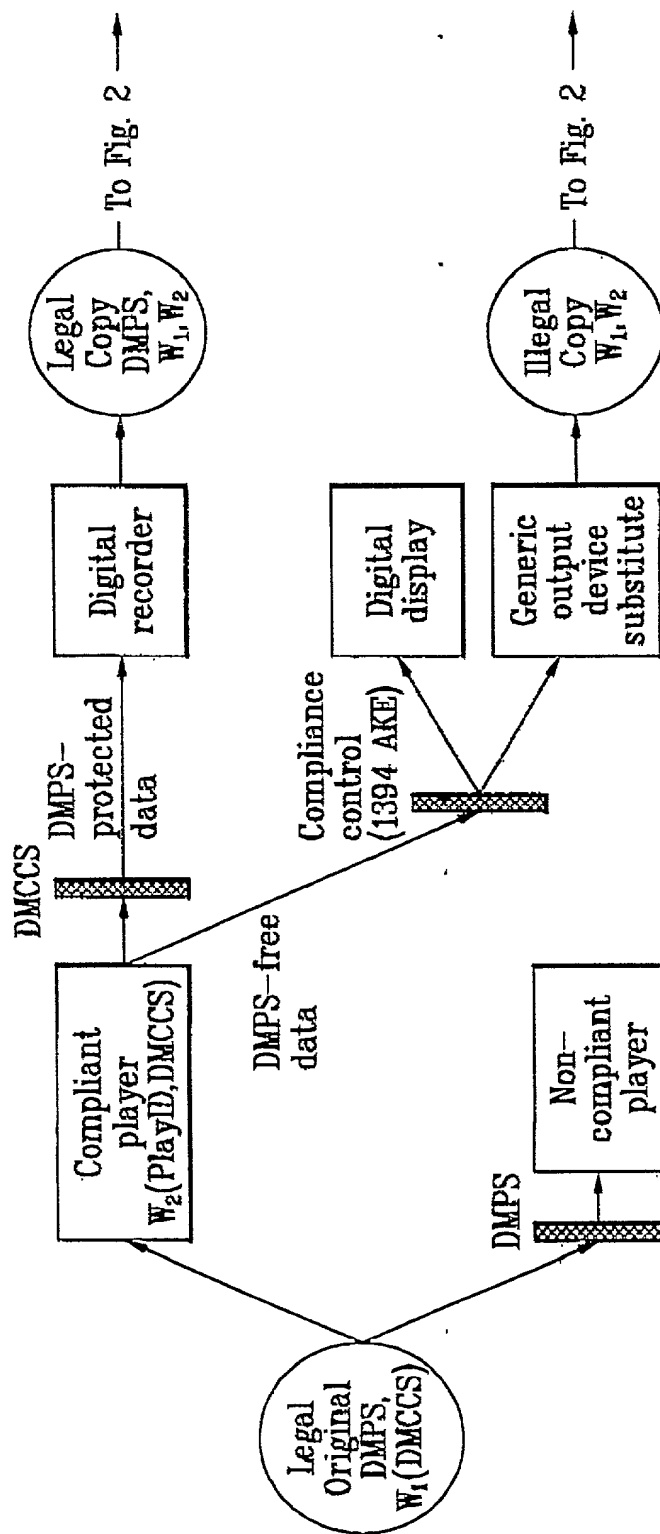 Legal
Original
DMPS,
W₁(DMCCS)
Compliant
player
W₂(PlayID,DMCCS)
DMCCS
DMPS-
protected
data
Digital
recorder
Legal
Copy
DMPS,
W₁,W₂
To Fig. 2
DMPS-free
data
Compliance
control
(1394 AKE)
Digital
display
Generic
output
device
substitute
Illegal
Copy
W₁,W₂
To Fig. 2
DMPS
Non-
compliant
player